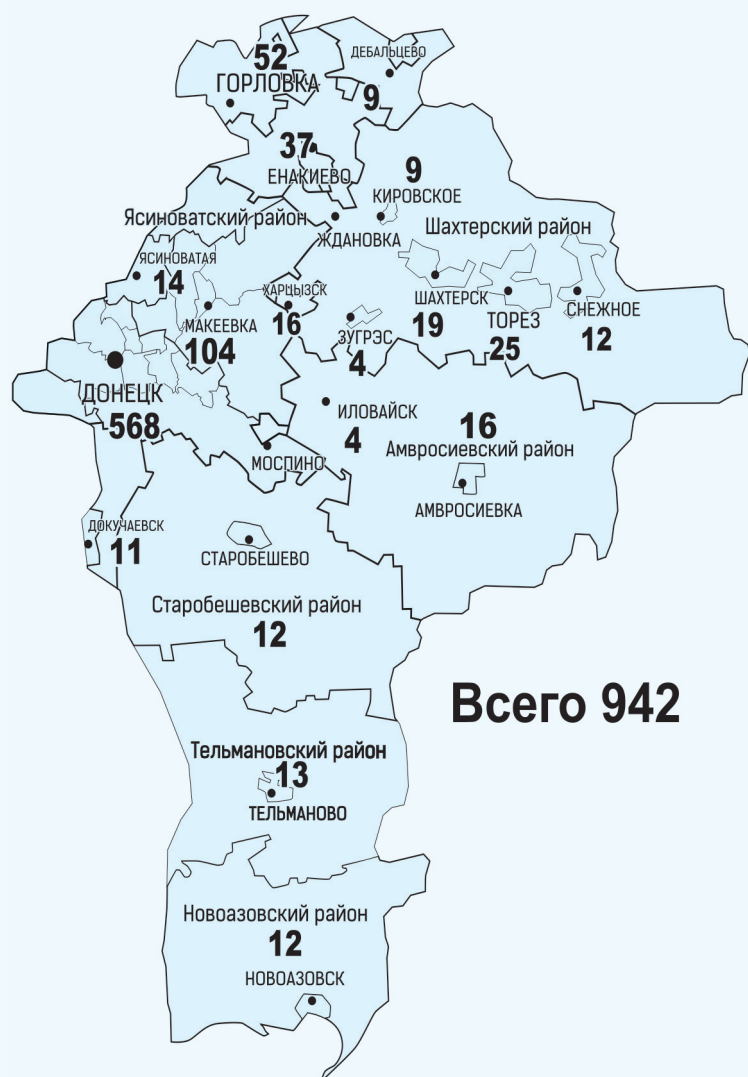 52
ГОРЛОВКА
ДЕБАЛЬЦЕВО
9
37
ЕНАКИЕВО
9
КИРОВСКОЕ
Ясиноватский район
ЖДАНОВКА
Шахтерский район
ЯСИНОВАТАЯ
14
ХАРЦЫЗСК
16
МАКЕЕВКА
104
ЗУГРЭС
4
ШАХТЕРСК
19
ТОРЕЗ
25
СНЕЖНОЕ
12
ДОНЕЦК
568
ИЛОВАЙСК
4
16
Амвросиевский район
АМВРОСИЕВКА
МОСПИНО
ДОКУЧАЕВСК
11
СТАРОБЕШЕВО
Старобешевский район
12
Всего 942
Тельмановский район
13
ТЕЛЬМАНОВО
Новоазовский район
12
НОВОАЗОВСК